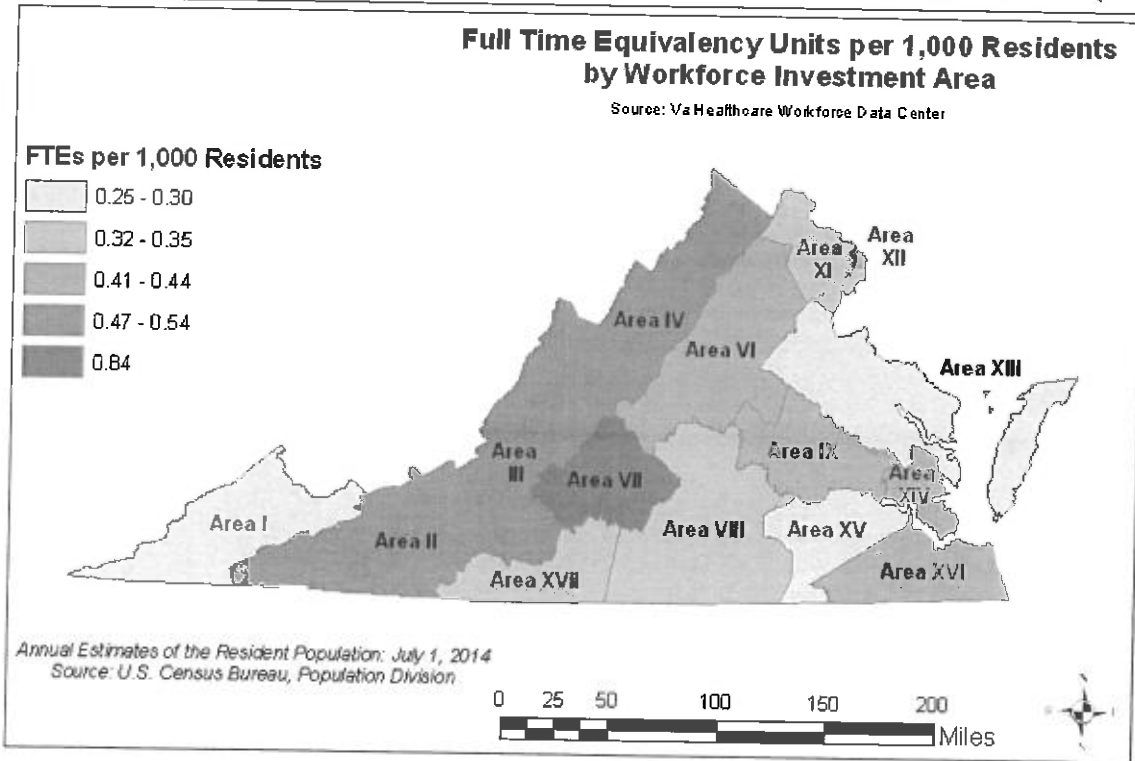 Full Time Equivalency Units per 1,000 Residents
by Workforce Investment Area
Source: Va Healthcare Workforce Data Center
FTEs per 1,000 Residents
0.25 - 0.30
0.32 - 0.35
0.41 - 0.44
0.47 - 0.54
0.84
Area
XI
Area
XII
Area IV
Area VI
Area XIII
Area
III
Area VII
Area IX
Area
XIV
Area I
Area II
Area VIII
Area XV
Area XVII
Area XVI
Annual Estimates of the Resident Population: July 1, 2014
Source: U.S. Census Bureau, Population Division
0 25 50 100 150 200
Miles